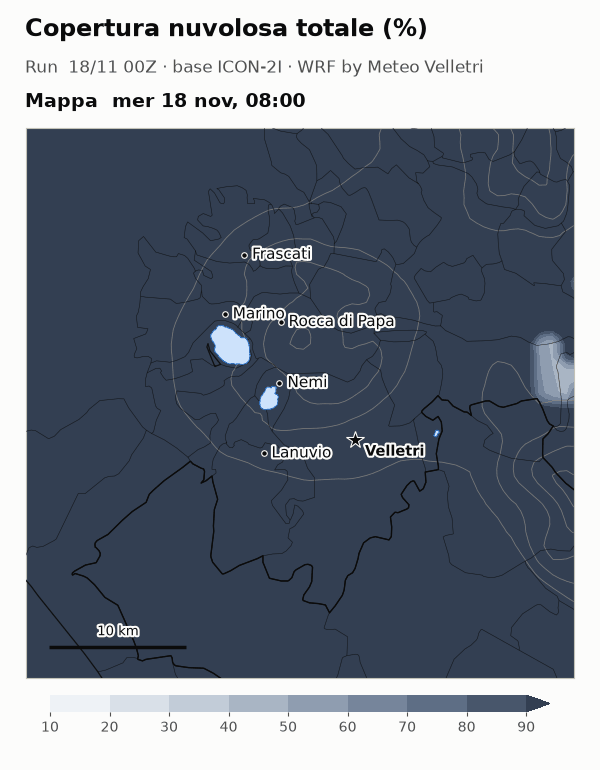 Copertura nuvolosa totale (%)
Run  18/11 00Z · base ICON-2I · WRF by Meteo Velletri
Mappa  mer 18 nov, 08:00
Frascati
Marino
Rocca di Papa
Nemi
Velletri
Lanuvio
10 km
10 20 30 40 50 60 70 80 90